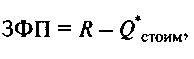 ЗФП = R – Q*стоим,